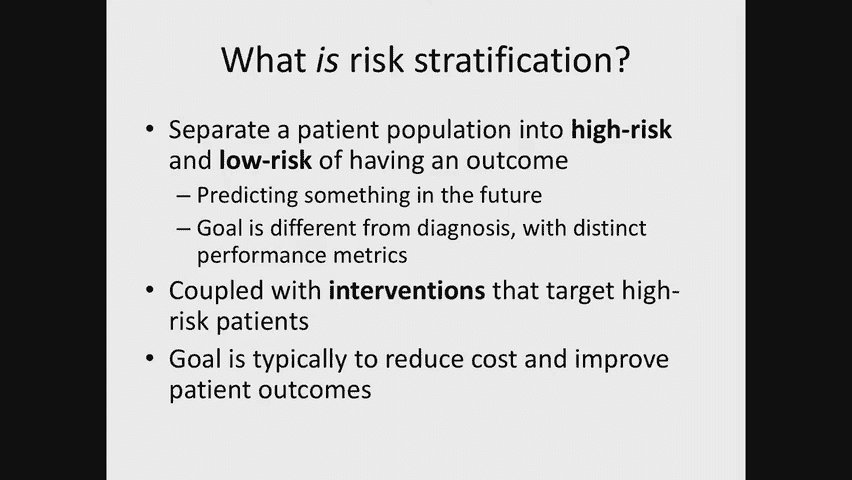 What is risk stratification?
• Separate a patient population into high-risk
and low-risk of having an outcome
– Predicting something in the future
– Goal is different from diagnosis, with distinct
performance metrics
• Coupled with interventions that target high-
risk patients
• Goal is typically to reduce cost and improve
patient outcomes